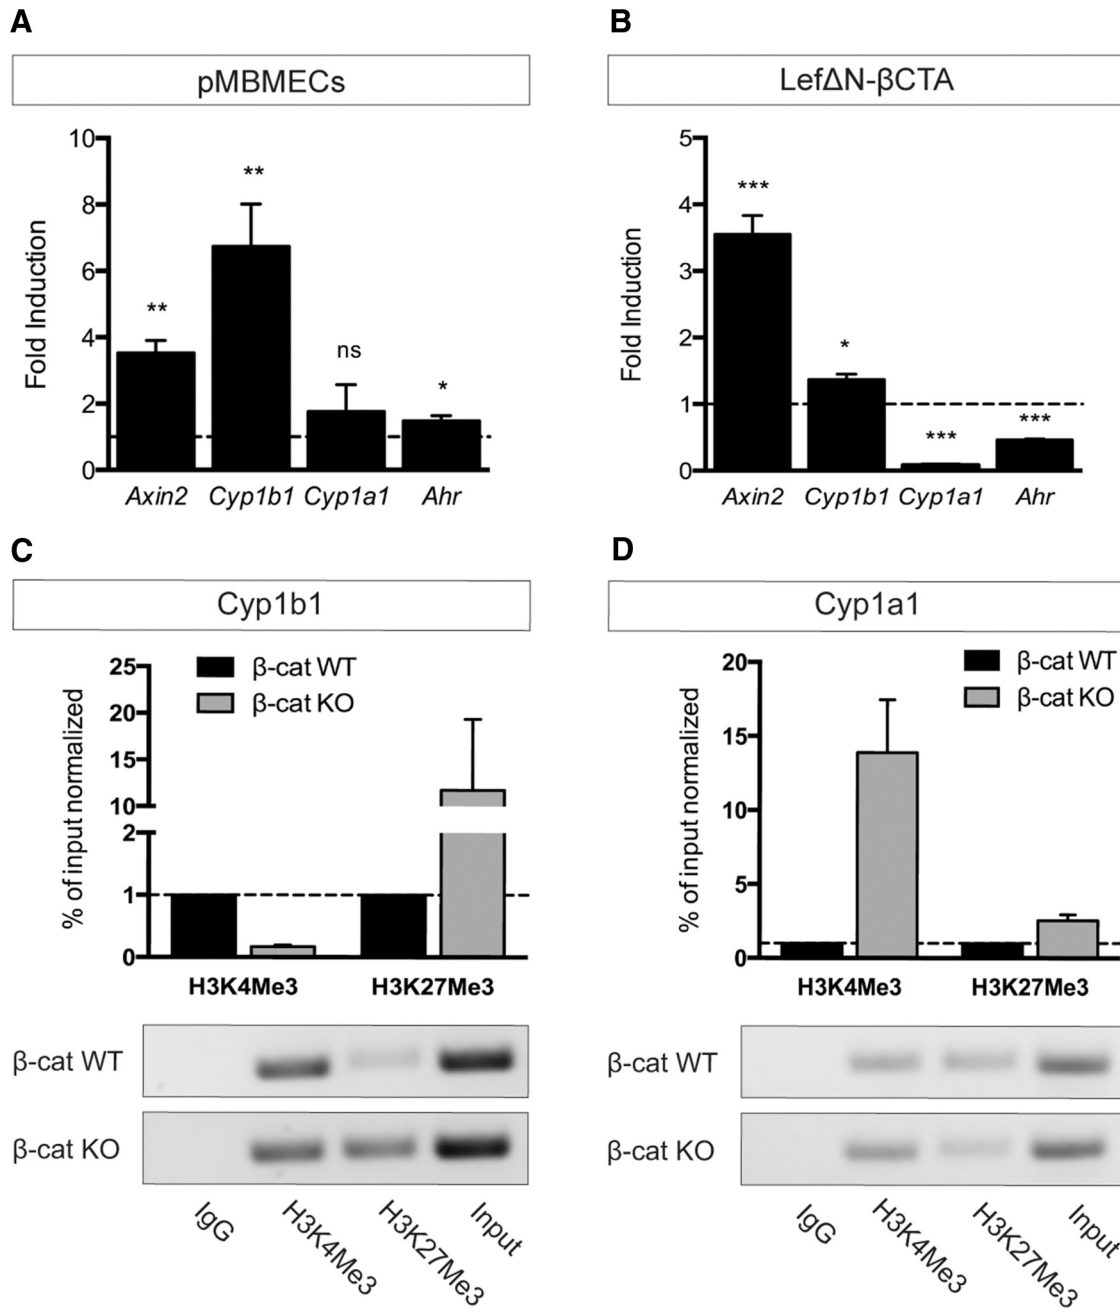 A
pMBMECs
Fold Induction
10
8
6
4
2
0
**
**
ns
*
Axin2 Cyp1b1 Cyp1a1 Ahr
B
LefΔN-βCTA
Fold Induction
5
4
3
2
1
0
***
*
***
***
Axin2 Cyp1b1 Cyp1a1 Ahr
C
Cyp1b1
% of input normalized
25
20
15
10
2
1
0
β-cat WT
β-cat KO
H3K4Me3 H3K27Me3
β-cat WT
β-cat KO
IgG
H3K4Me3
H3K27Me3
Input
D
Cyp1a1
% of input normalized
20
15
10
5
0
β-cat WT
β-cat KO
H3K4Me3 H3K27Me3
β-cat WT
β-cat KO
IgG
H3K4Me3
H3K27Me3
Input